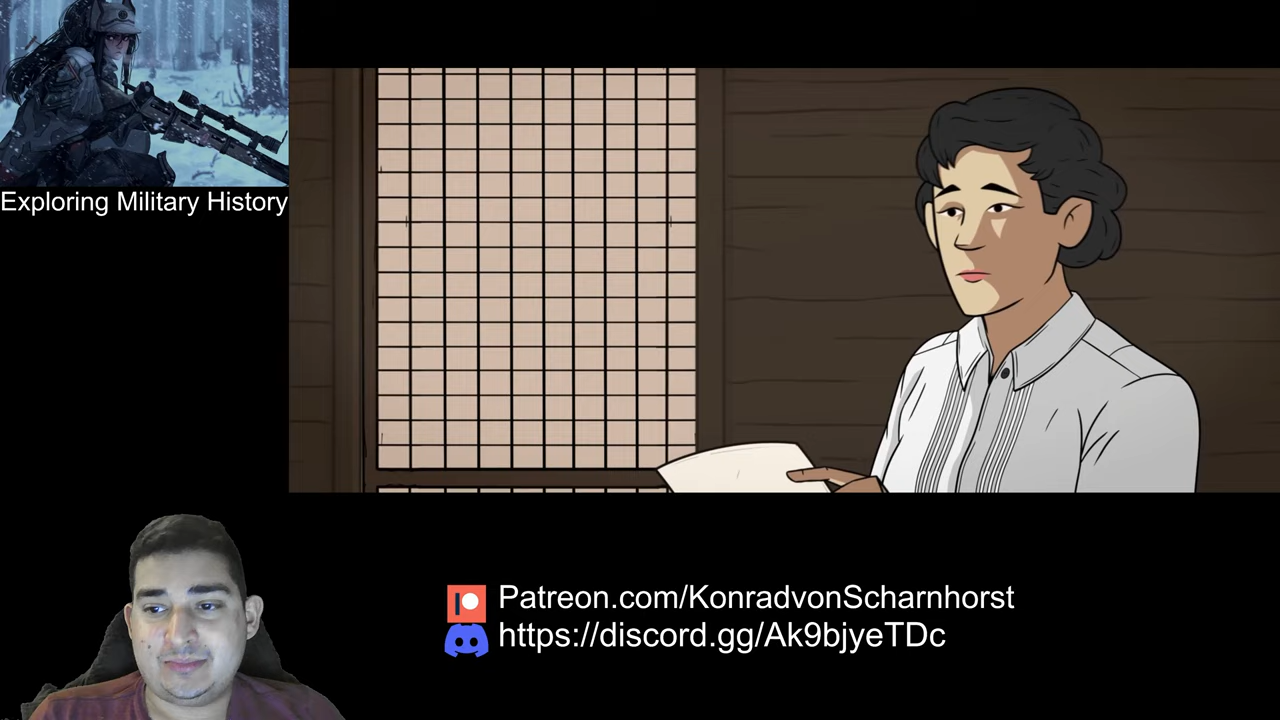 Exploring Military History
Patreon.com/KonradvonScharnhorst
https://discord.gg/Ak9bjyeTDc